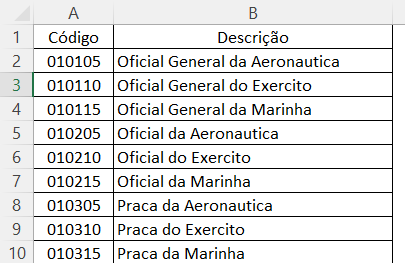 A B
1 Código Descrição
2 010105 Oficial General da Aeronautica
3 010110 Oficial General do Exercito
4 010115 Oficial General da Marinha
5 010205 Oficial da Aeronautica
6 010210 Oficial do Exercito
7 010215 Oficial da Marinha
8 010305 Praca da Aeronautica
9 010310 Praca do Exercito
10 010315 Praca da Marinha